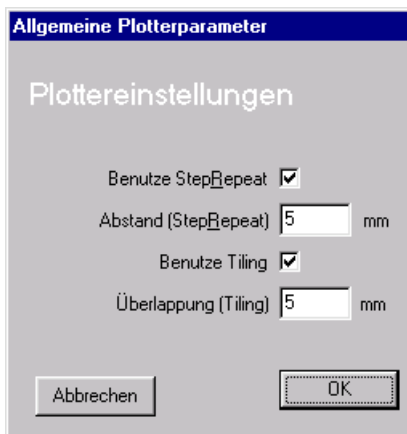 Allgemeine Plotterparameter
Plottereinstellungen
Benutze StepRepeat
Abstand (StepRepeat) 5 mm
Benutze Tiling
Überlappung (Tiling) 5 mm
Abbrechen OK